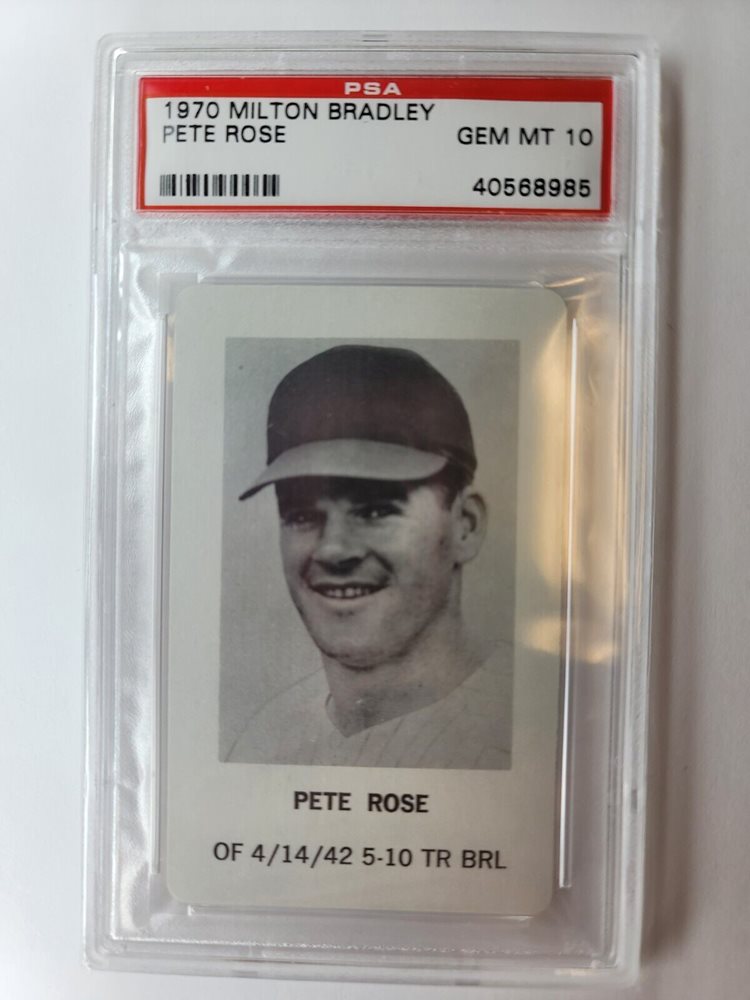 PSA
1970 MILTON BRADLEY
PETE ROSE GEM MT 10
40568985
PETE ROSE
OF 4/14/42 5-10 TR BRL